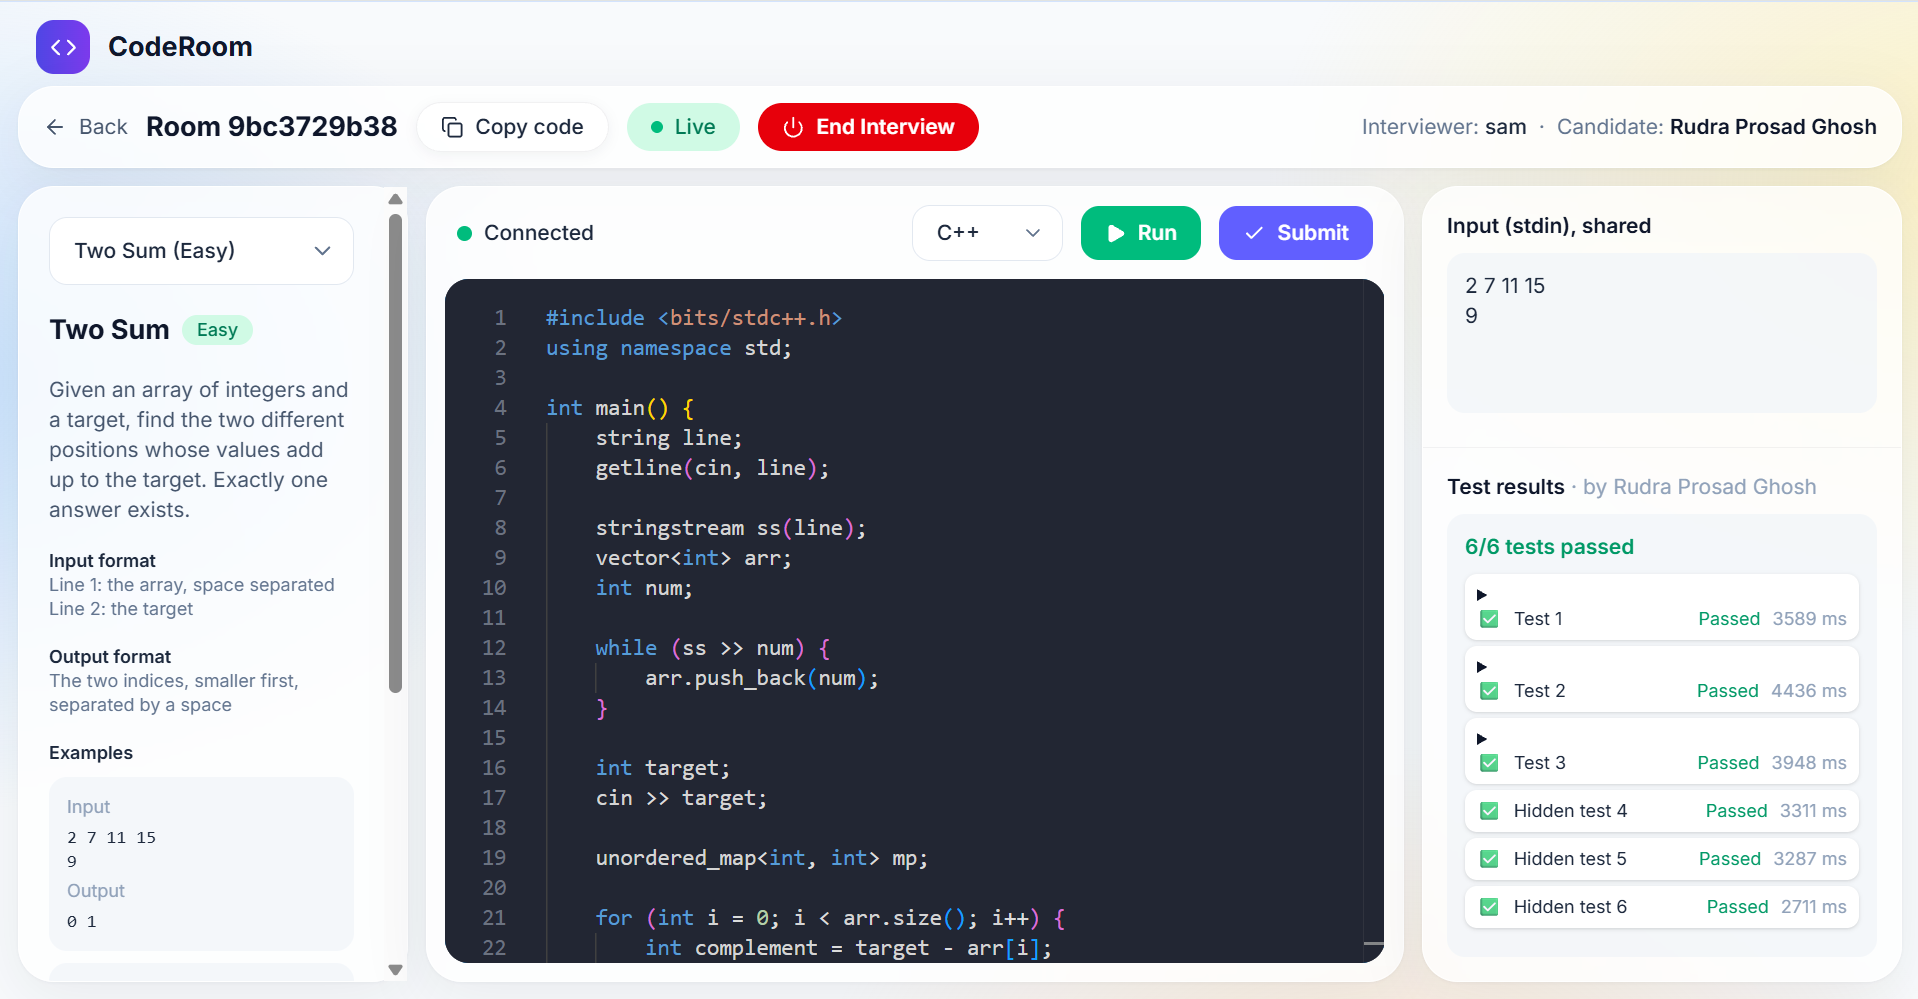 CodeRoom
Back
Room 9bc3729b38
Copy code
Live
End Interview
Interviewer: sam · Candidate: Rudra Prosad Ghosh
Two Sum (Easy)
Two Sum
Easy
Given an array of integers and
a target, find the two different
positions whose values add
up to the target. Exactly one
answer exists.
Input format
Line 1: the array, space separated
Line 2: the target
Output format
The two indices, smaller first,
separated by a space
Examples
Input
2 7 11 15
9
Output
0 1
Connected
C++
Run
Submit
1 #include <bits/stdc++.h>
2 using namespace std;
3
4 int main() {
5     string line;
6     getline(cin, line);
7
8     stringstream ss(line);
9     vector<int> arr;
10     int num;
11
12     while (ss >> num) {
13         arr.push_back(num);
14     }
15
16     int target;
17     cin >> target;
18
19     unordered_map<int, int> mp;
20
21     for (int i = 0; i < arr.size(); i++) {
22         int complement = target - arr[i];
Input (stdin), shared
2 7 11 15
9
Test results · by Rudra Prosad Ghosh
6/6 tests passed
Test 1 Passed 3589 ms
Test 2 Passed 4436 ms
Test 3 Passed 3948 ms
Hidden test 4 Passed 3311 ms
Hidden test 5 Passed 3287 ms
Hidden test 6 Passed 2711 ms